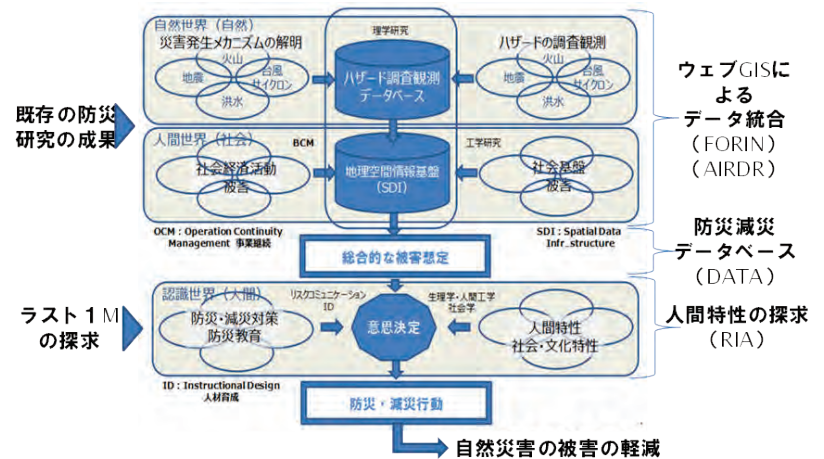 自然世界（自然）
災害発生メカニズムの解明
火山
地震
台風
サイクロン
洪水
理学研究
ハザード調査観測
データベース
ハザードの調査観測
火山
地震
台風
サイクロン
洪水
既存の防災
研究の成果
人間世界（社会）
BCM
社会経済活動
被害
地理空間情報基盤
（SDI）
工学研究
社会基盤
被害
ウェブGISに
よる
データ統合
（FORIN）
（AIRDR）
OCM：Operation Continuity
Management 事業継続
SDI：Spatial Data
Infr_structure
総合的な被害想定
防災減災
データベース
（DATA）
認識世界（人間）
リスクコミュニケーション
ID
防災・減災対策
防災教育
意思決定
生理学・人間工学
社会学
人間特性
社会・文化特性
ラスト１M
の探求
人間特性の探求
（RIA）
ID：Instructional Design
人材育成
防災・減災行動
自然災害の被害の軽減